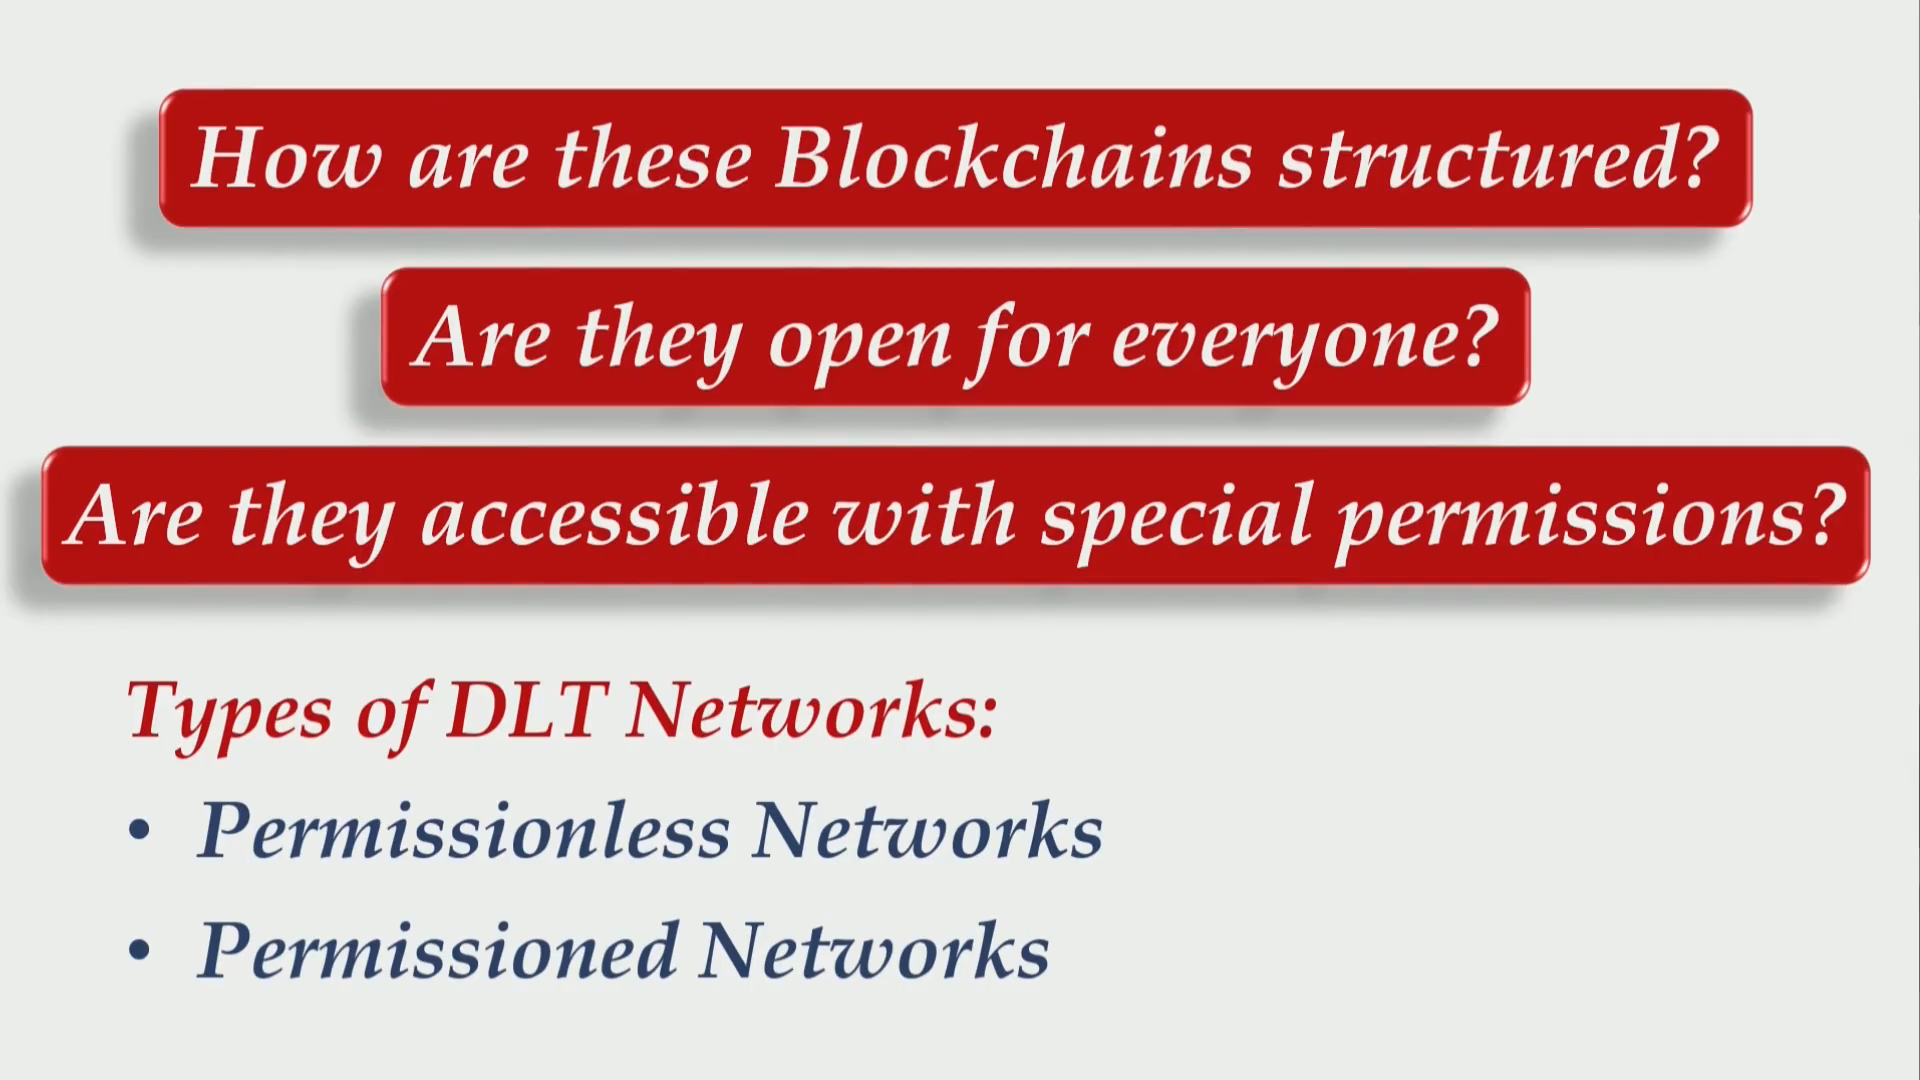 How are these Blockchains structured?
Are they open for everyone?
Are they accessible with special permissions?
Types of DLT Networks:
• Permissionless Networks
• Permissioned Networks